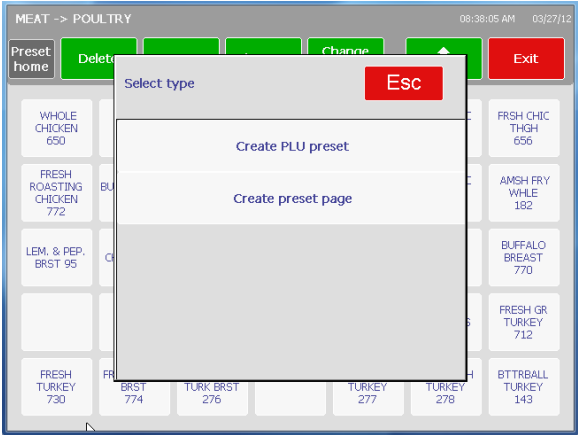 MEAT -> POULTRY 08:38:05 AM 03/27/12
Preset
home
Delete
Change
Exit
Select type
Esc
Create PLU preset
Create preset page
WHOLE
CHICKEN
650
FRSH CHIC
THGH
656
FRESH
ROASTING
CHICKEN
772
AMSH FRY
WHLE
182
LEM. & PEP.
BRST 95
BUFFALO
BREAST
770
FRESH GR
TURKEY
712
FRESH
TURKEY
730
BRST
774
TURK BRST
276
TURKEY
277
TURKEY
278
BTTRBALL
TURKEY
143